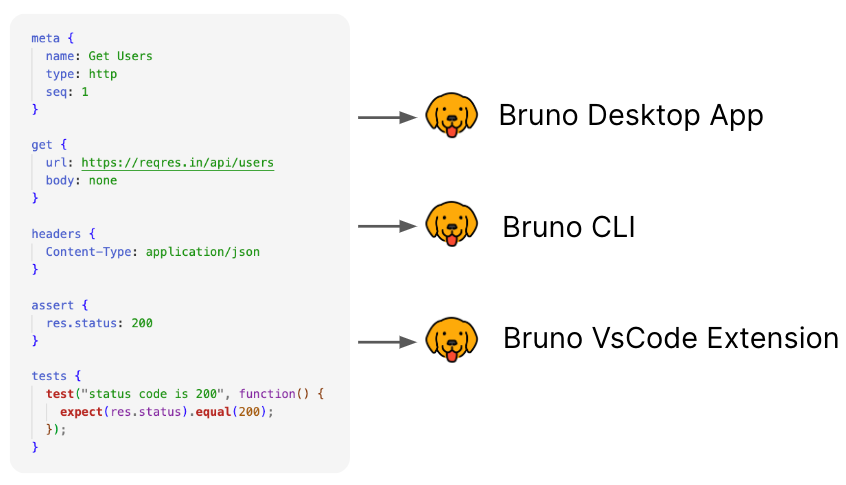 meta {
name: Get Users
type: http
seq: 1
}
get {
url: https://reqres.in/api/users
body: none
}
headers {
Content-Type: application/json
}
assert {
res.status: 200
}
tests {
test("status code is 200", function() {
expect(res.status).equal(200);
});
}
Bruno Desktop App
Bruno CLI
Bruno VsCode Extension